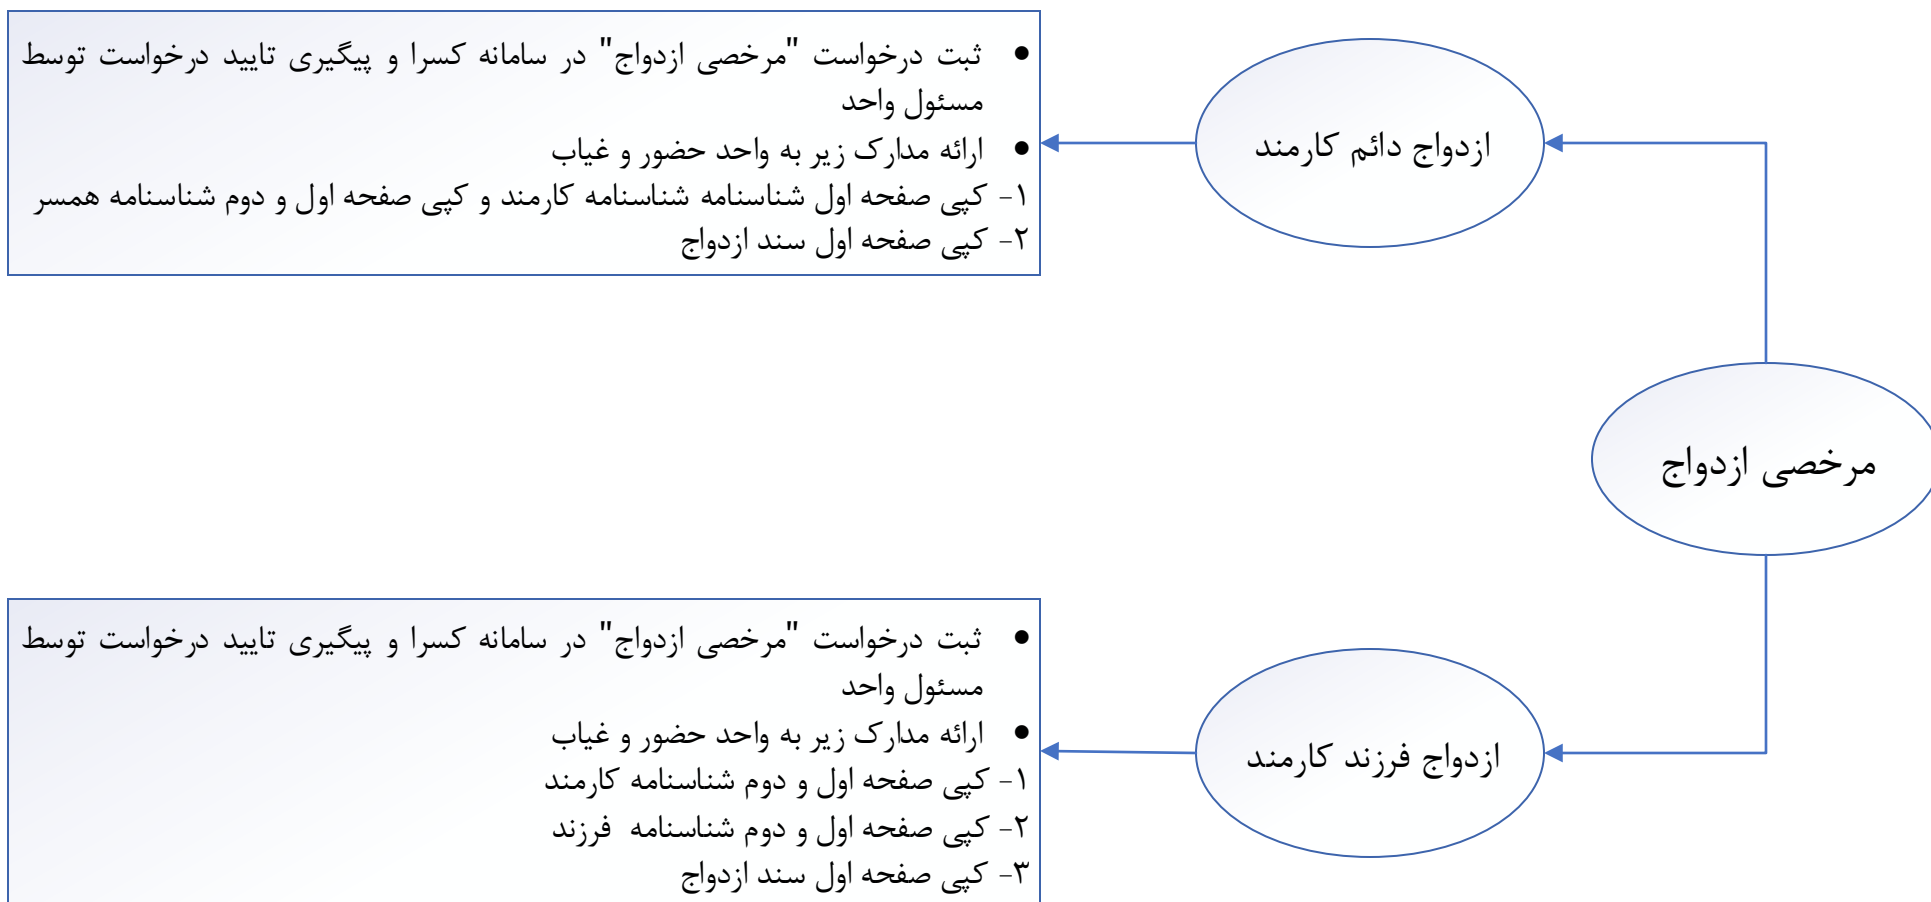 مرخصی ازدواج
ازدواج دائم کارمند
● ثبت درخواست "مرخصی ازدواج" در سامانه کسرا و پیگیری تایید درخواست توسط
مسئول واحد
● ارائه مدارک زیر به واحد حضور و غیاب
۱- کپی صفحه اول شناسنامه شناسنامه کارمند و کپی صفحه اول و دوم شناسنامه همسر
۲- کپی صفحه اول سند ازدواج
ازدواج فرزند کارمند
● ثبت درخواست "مرخصی ازدواج" در سامانه کسرا و پیگیری تایید درخواست توسط
مسئول واحد
● ارائه مدارک زیر به واحد حضور و غیاب
۱- کپی صفحه اول و دوم شناسنامه کارمند
۲- کپی صفحه اول و دوم شناسنامه فرزند
۳- کپی صفحه اول سند ازدواج